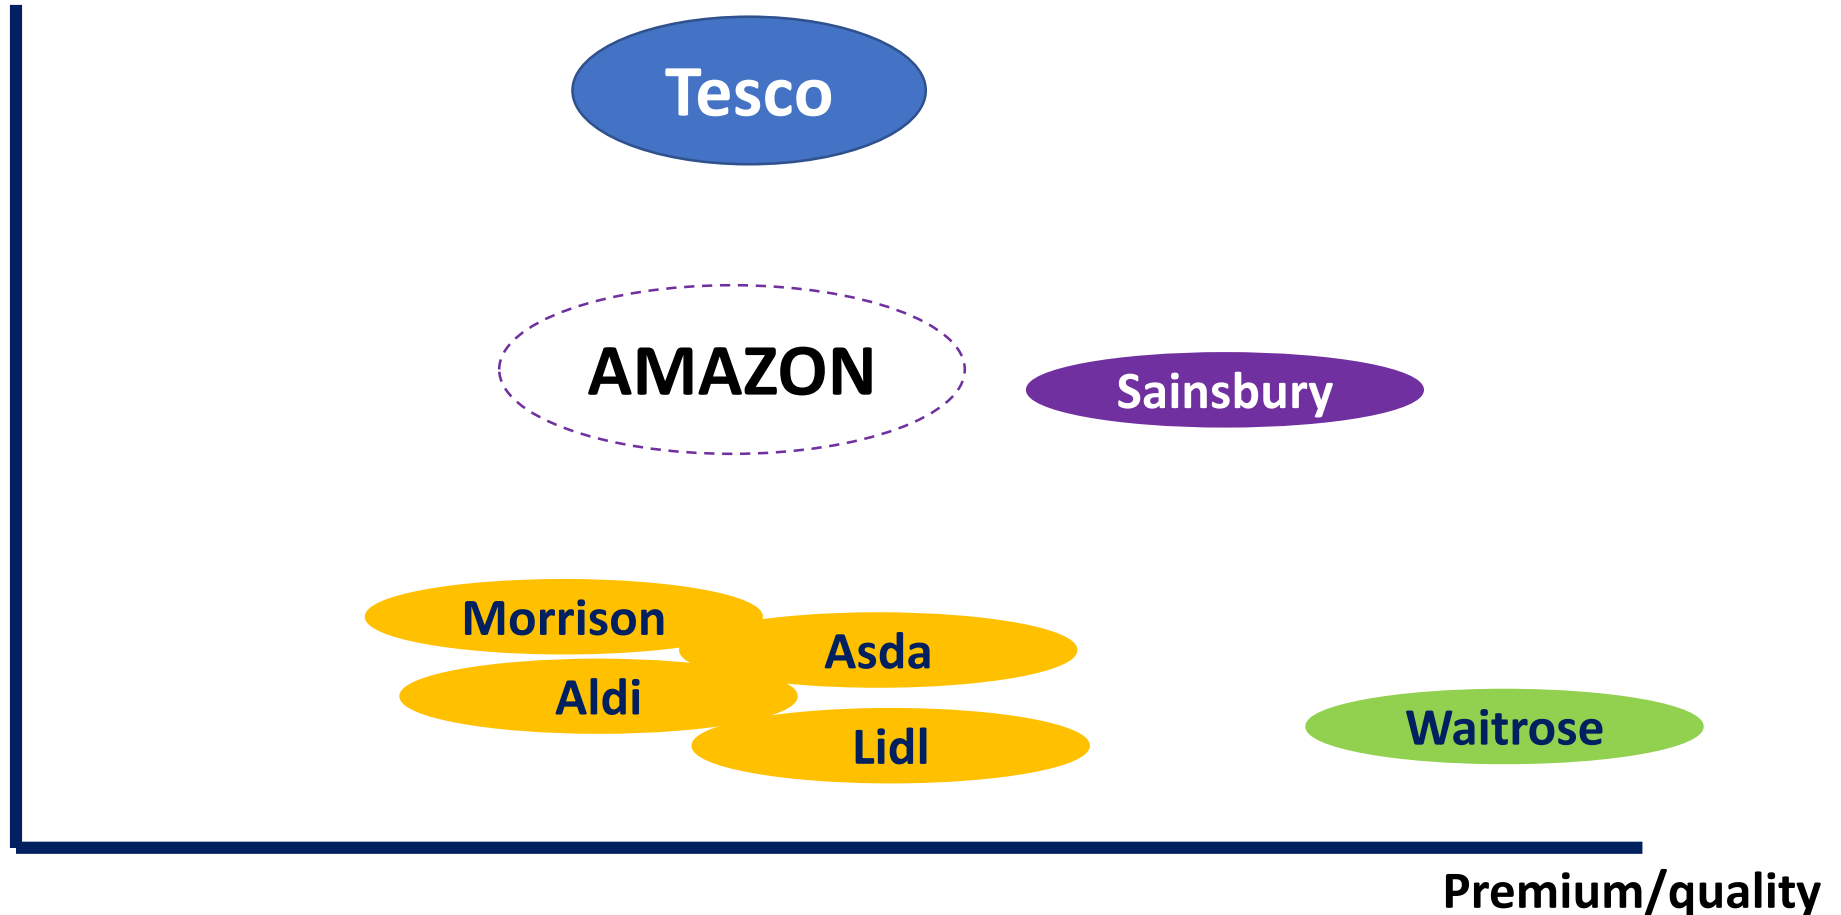 Tesco
AMAZON
Sainsbury
Morrison
Asda
Aldi
Lidl
Waitrose
Premium/quality